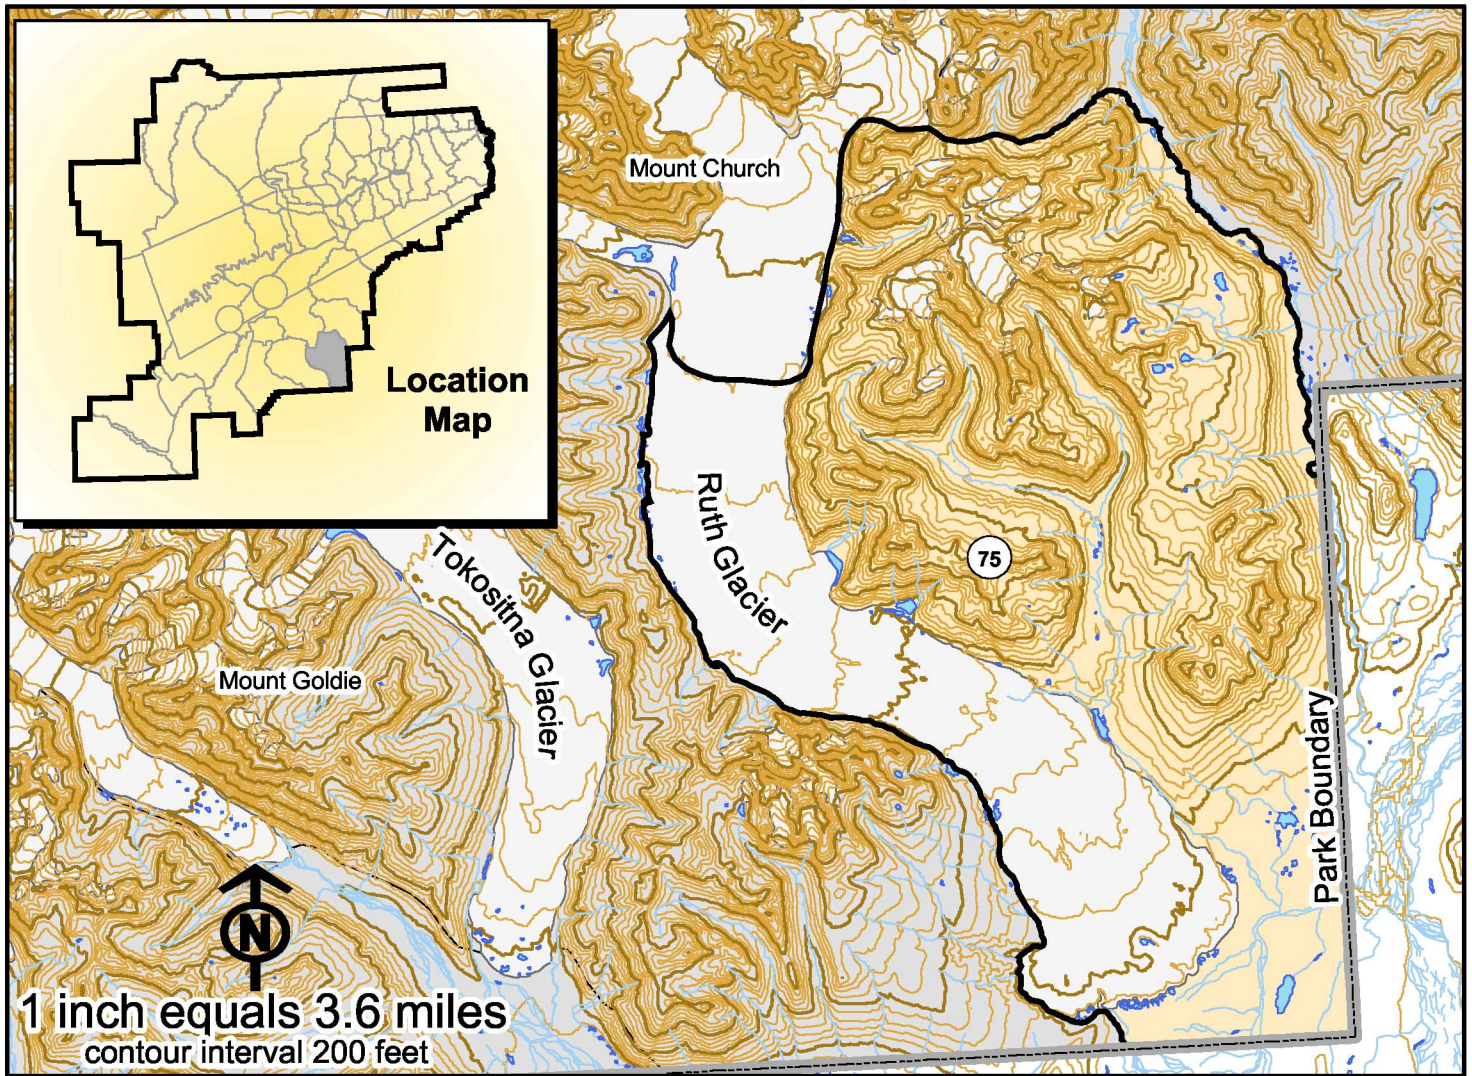 Location
Map
Mount Church
Ruth Glacier
75
Tokositna Glacier
Mount Goldie
Park Boundary
N
1 inch equals 3.6 miles
contour interval 200 feet